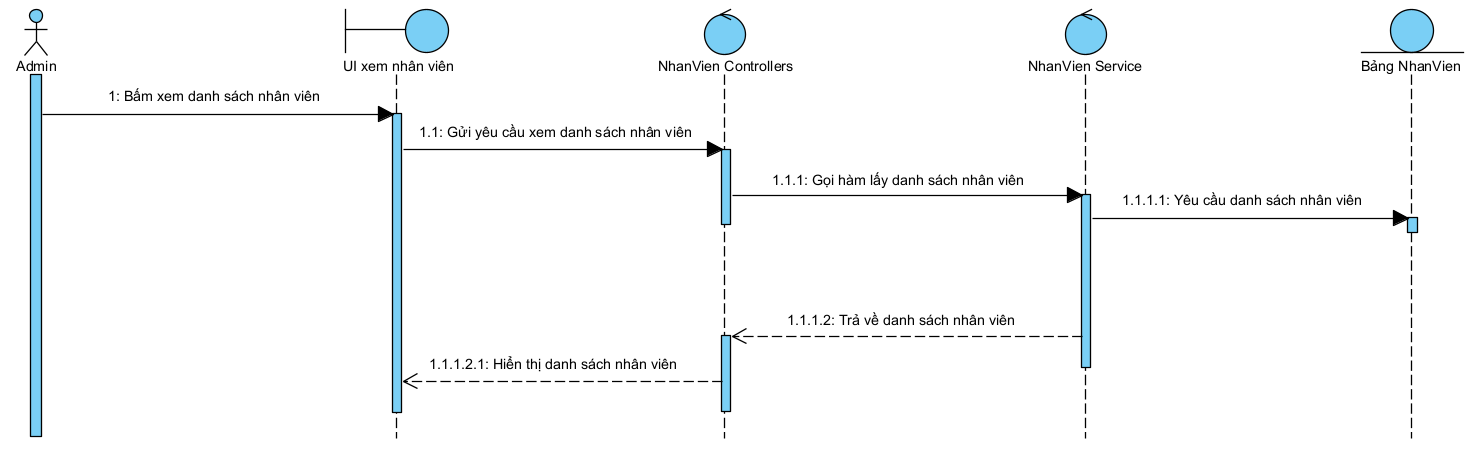 Admin
UI xem nhân viên
NhanVien Controllers
NhanVien Service
Bảng NhanVien
1: Bấm xem danh sách nhân viên
1.1: Gửi yêu cầu xem danh sách nhân viên
1.1.1: Gọi hàm lấy danh sách nhân viên
1.1.1.1: Yêu cầu danh sách nhân viên
1.1.1.2: Trả về danh sách nhân viên
1.1.1.2.1: Hiển thị danh sách nhân viên